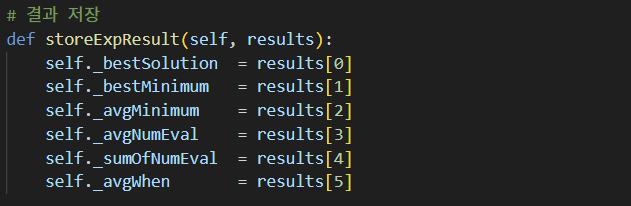 # 결과 저장
def storeExpResult(self, results):
    self._bestSolution  = results[0]
    self._bestMinimum   = results[1]
    self._avgMinimum    = results[2]
    self._avgNumEval    = results[3]
    self._sumOfNumEval  = results[4]
    self._avgWhen       = results[5]